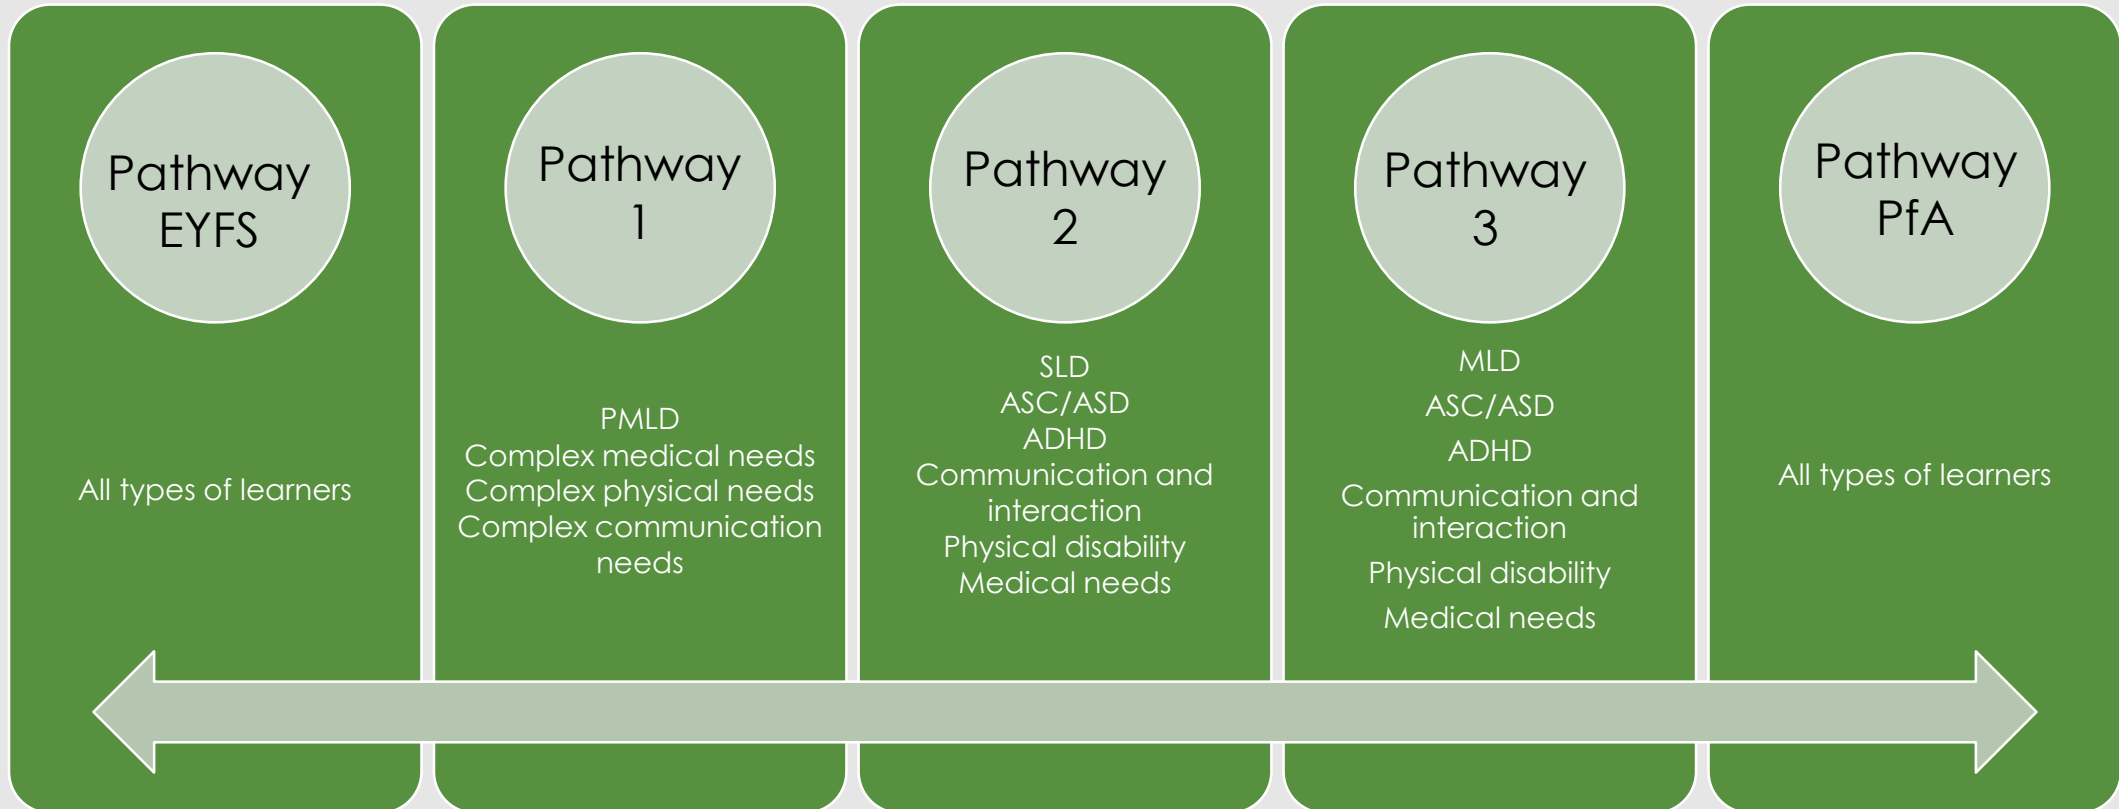 Pathway
EYFS
All types of learners
Pathway
1
PMLD
Complex medical needs
Complex physical needs
Complex communication
needs
Pathway
2
SLD
ASC/ASD
ADHD
Communication and
interaction
Physical disability
Medical needs
Pathway
3
MLD
ASC/ASD
ADHD
Communication and
interaction
Physical disability
Medical needs
Pathway
PfA
All types of learners